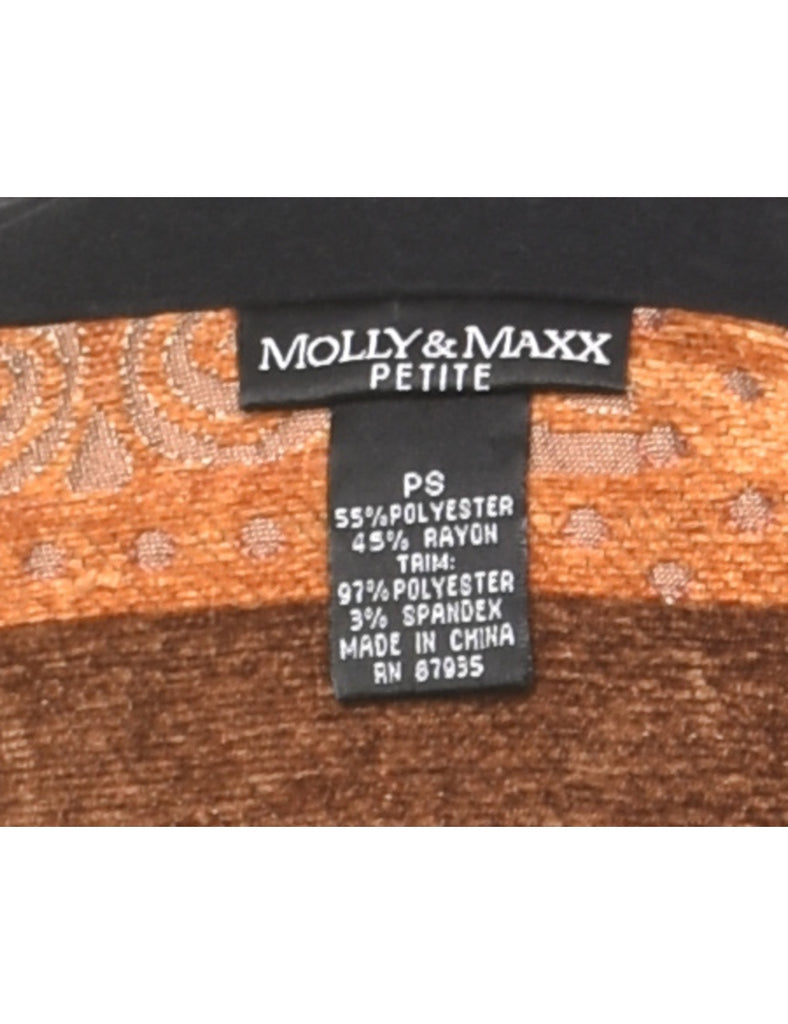 MOLLY & MAXX
PETITE
PS
55% POLYESTER
45% RAYON
TRIM:
97% POLYESTER
3% SPANDEX
MADE IN CHINA
RN 87935